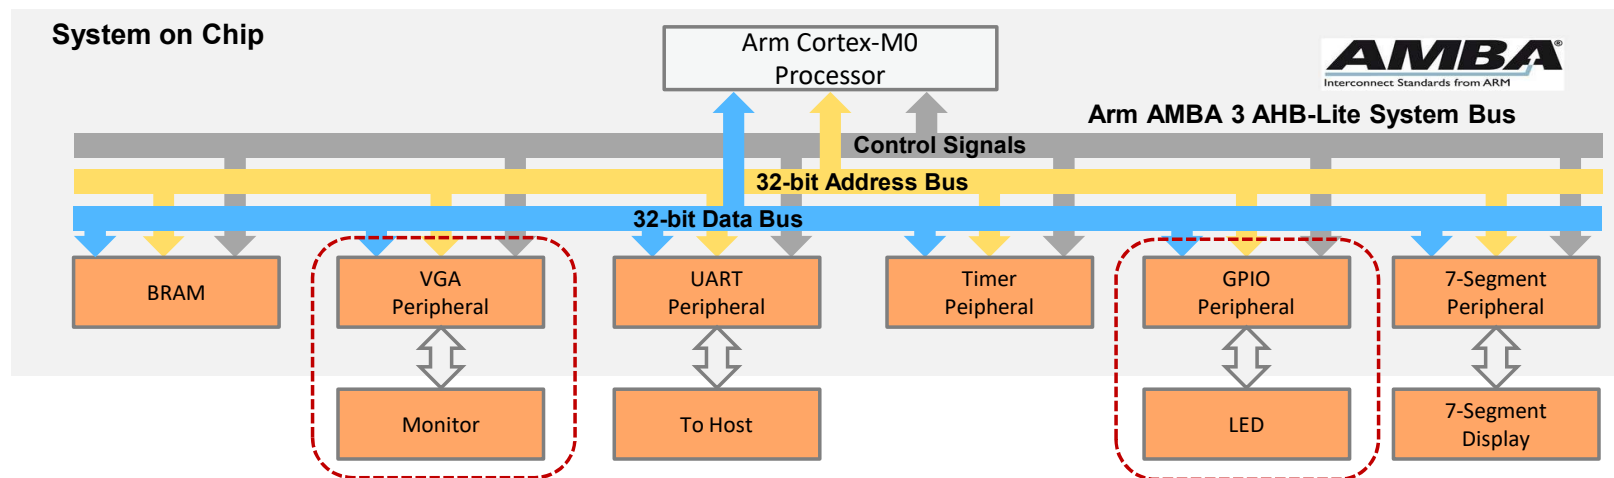 System on Chip
Arm Cortex-M0
Processor
AMBA®
Interconnect Standards from ARM
Arm AMBA 3 AHB-Lite System Bus
Control Signals
32-bit Address Bus
32-bit Data Bus
BRAM
VGA
Peripheral
UART
Peripheral
Timer
Peipheral
GPIO
Peripheral
7-Segment
Peripheral
Monitor
To Host
LED
7-Segment
Display